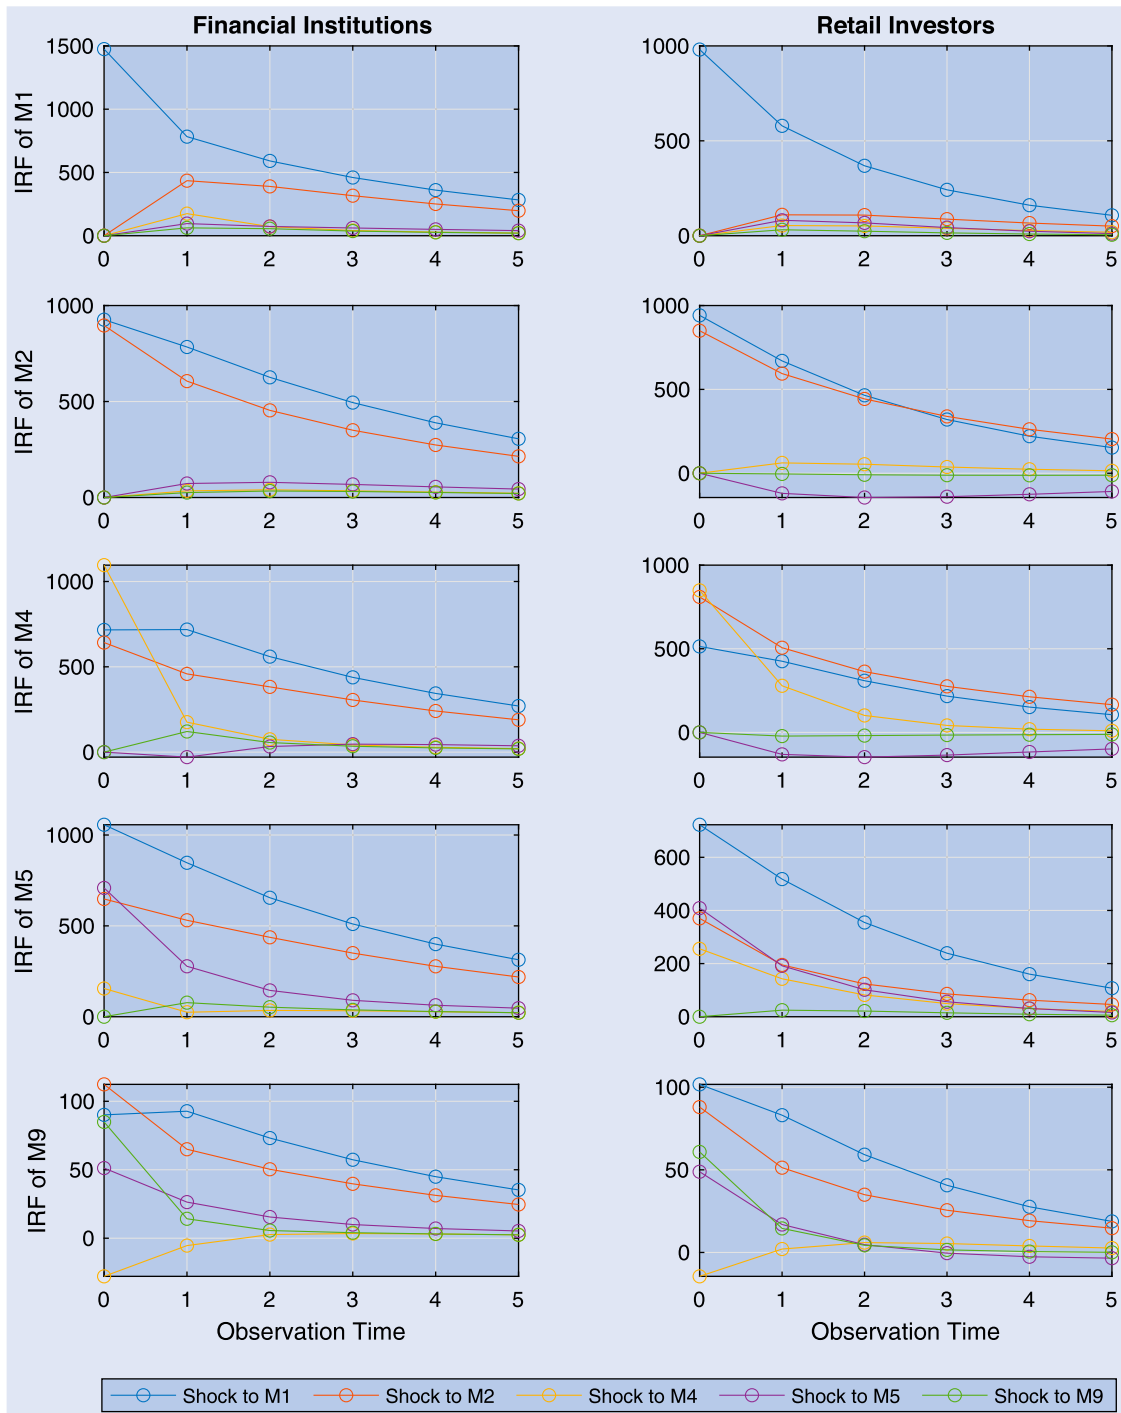 Financial Institutions
Retail Investors
IRF of M1
1500
1000
500
0
0 1 2 3 4 5
1000
500
0
0 1 2 3 4 5
IRF of M2
1000
500
0
0 1 2 3 4 5
1000
500
0
0 1 2 3 4 5
IRF of M4
1000
500
0
0 1 2 3 4 5
1000
500
0
0 1 2 3 4 5
IRF of M5
1000
500
0
0 1 2 3 4 5
600
400
200
0
0 1 2 3 4 5
IRF of M9
100
50
0
0 1 2 3 4 5
Observation Time
100
50
0
0 1 2 3 4 5
Observation Time
Shock to M1 Shock to M2 Shock to M4 Shock to M5 Shock to M9